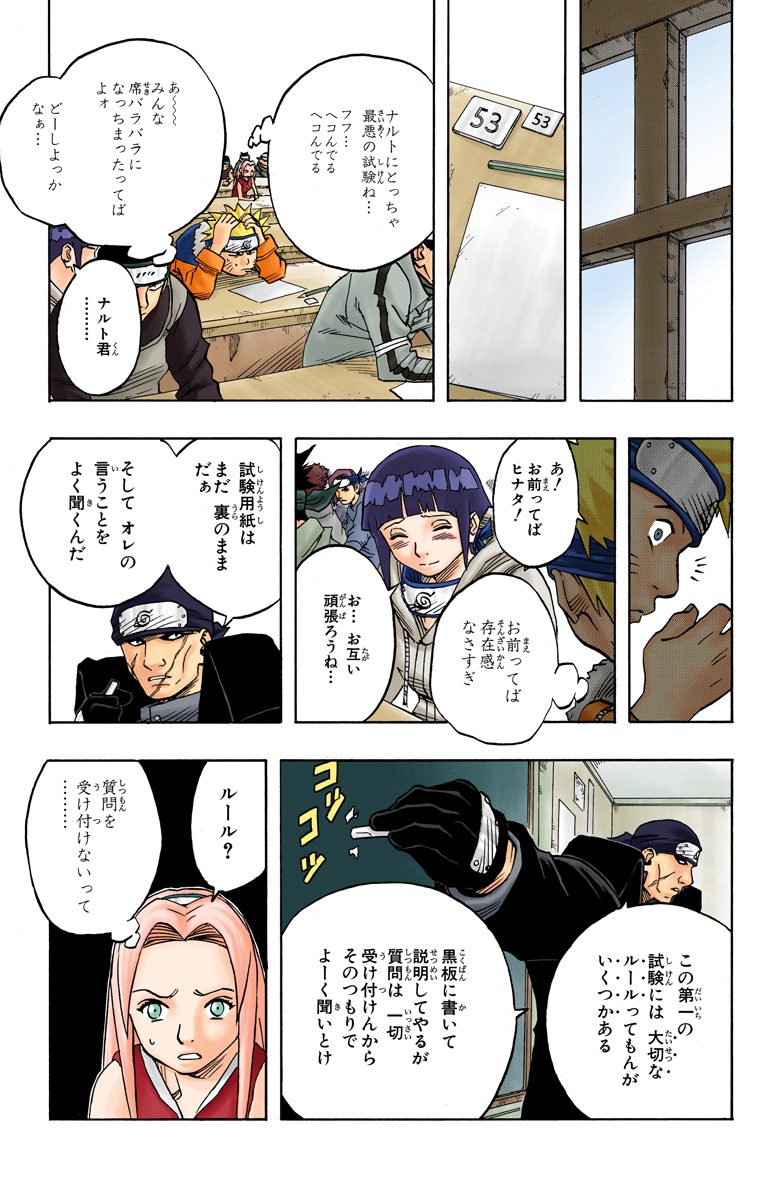 53
53
ナルトにとっちゃ
最悪の試験ね…
フフ…
ヘコんでる
ヘコんでる
あ～～
みんな
席バラバラに
なっちまったってば
よォ
どーしよっか
なぁ…
ナルト君
………
あ!
お前ってば
ヒナタ!
お前ってば
存在感
なさすぎ
お…お互い
頑張ろうね…
試験用紙は
まだ裏のまま
だぁ
そしてオレの
言うことを
よく聞くんだ
この第一の
試験には大切な
ルールってもんが
いくつかある
黒板に書いて
説明してやるが
質問は一切
受け付けんから
そのつもりで
よーく聞いとけ
コッ
コッ
ルール?
質問を
受け付けないって
………